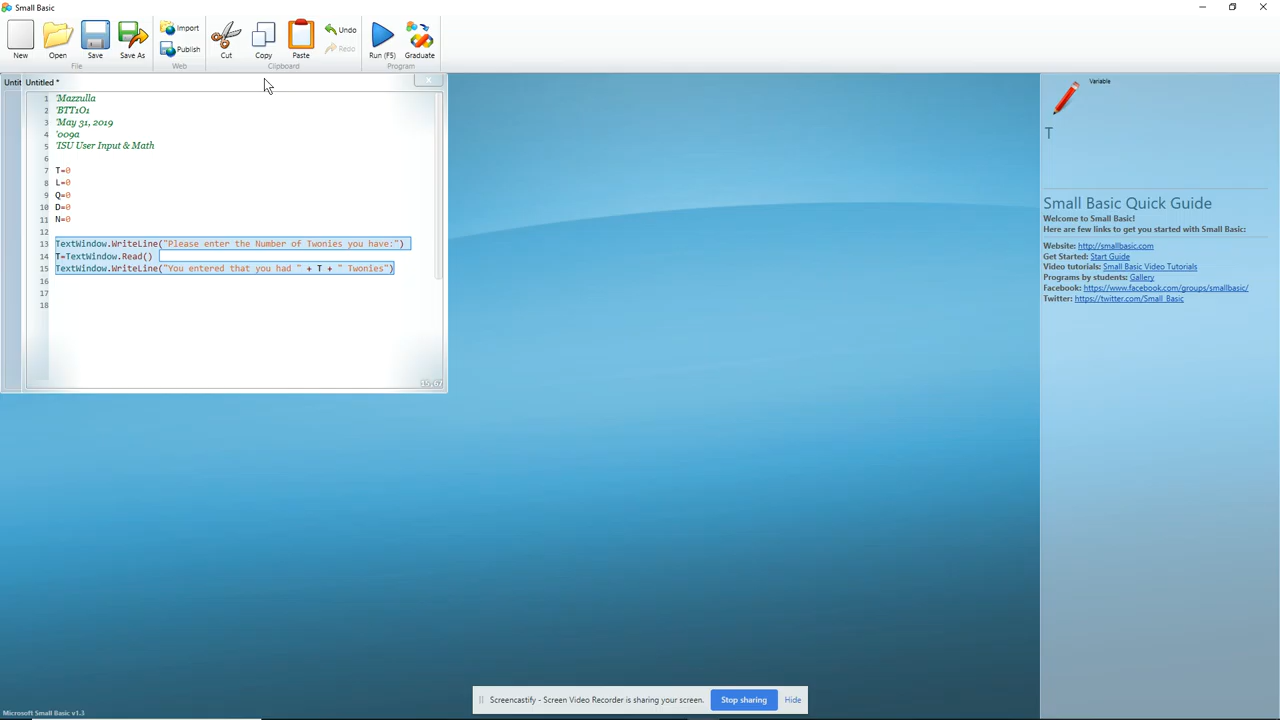 Small Basic
New
Open
Save
Save As
Import
Publish
Cut
Copy
Paste
Undo
Redo
Run (F5)
Graduate
File
Web
Clipboard
Program
Untitled *
1 'Mazzulla
2 'BTT1O1
3 'May 31, 2019
4 '009a
5 'ISU User Input & Math
6
7 T=0
8 L=0
9 Q=0
10 D=0
11 N=0
12
13 TextWindow.WriteLine("Please enter the Number of Twonies you have:")
14 T=TextWindow.Read()
15 TextWindow.WriteLine("You entered that you had " + T + " Twonies")
16
17
18
15:67
Variable
T
Small Basic Quick Guide
Welcome to Small Basic!
Here are few links to get you started with Small Basic:
Website: http://smallbasic.com
Get Started: Start Guide
Video tutorials: Small Basic Video Tutorials
Programs by students: Gallery
Facebook: https://www.facebook.com/groups/smallbasic/
Twitter: https://twitter.com/Small_Basic
Screencastify - Screen Video Recorder is sharing your screen.
Stop sharing
Hide
Microsoft Small Basic v1.3